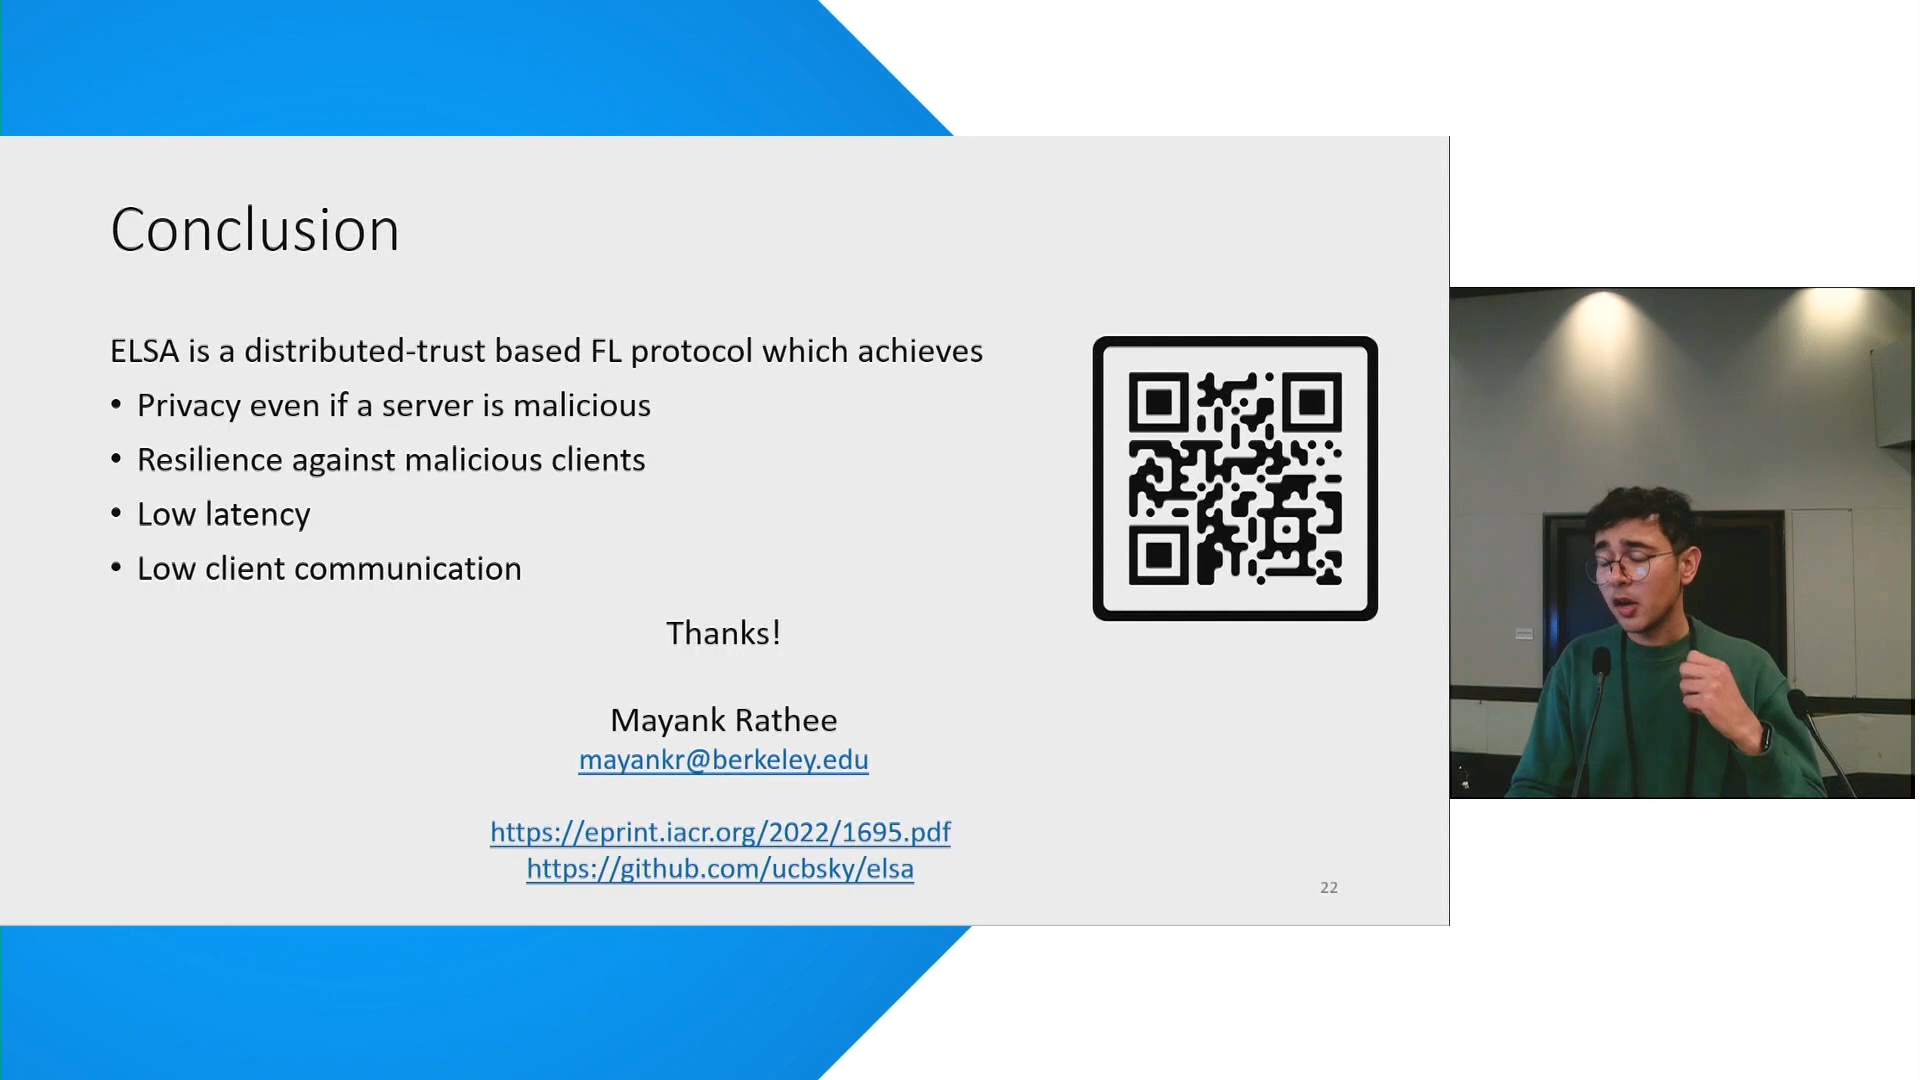 Conclusion
ELSA is a distributed-trust based FL protocol which achieves
• Privacy even if a server is malicious
• Resilience against malicious clients
• Low latency
• Low client communication
Thanks!
Mayank Rathee
mayankr@berkeley.edu
https://eprint.iacr.org/2022/1695.pdf
https://github.com/ucbsky/elsa
22